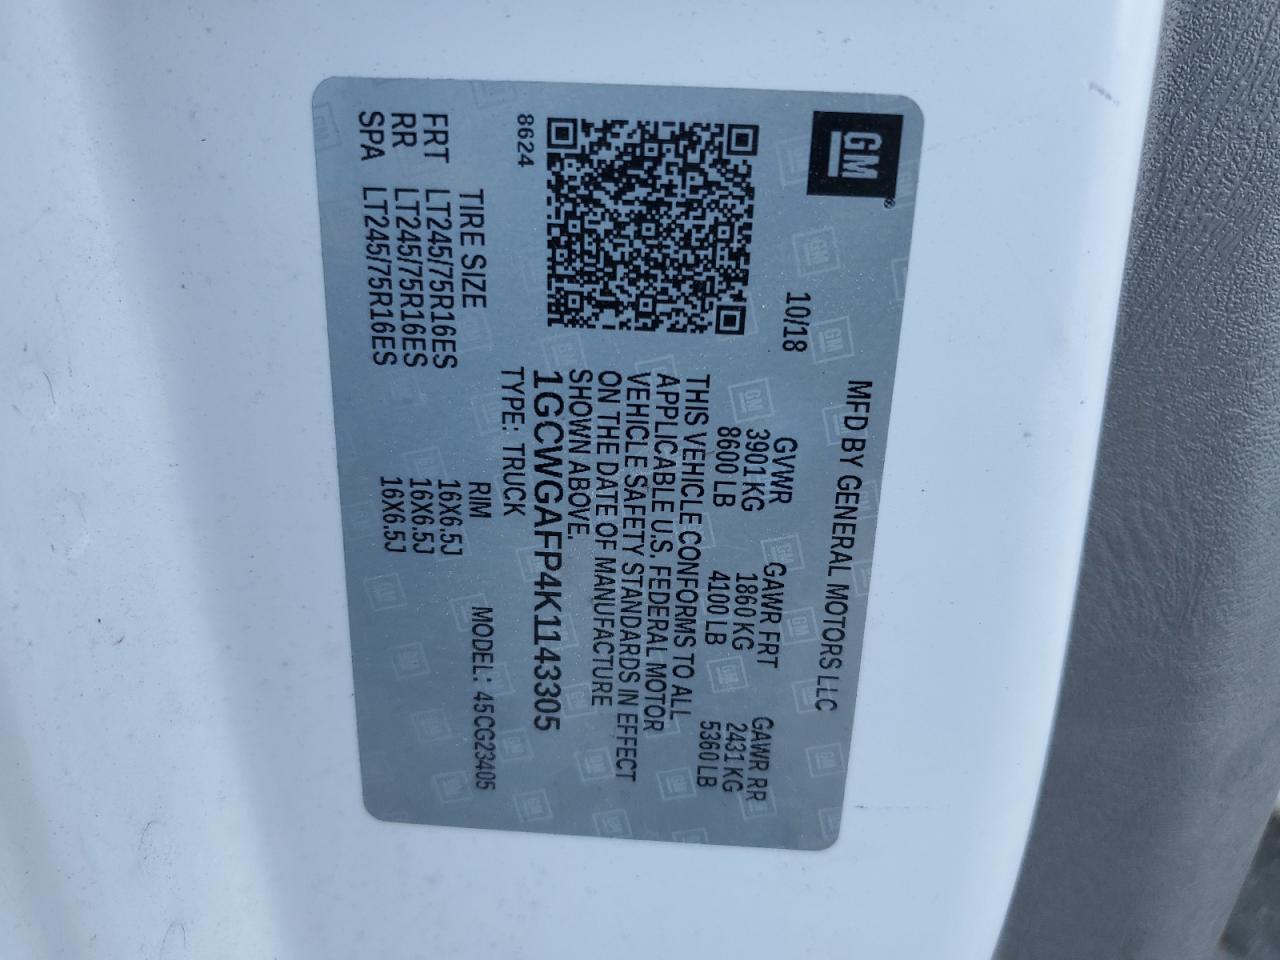 GM
MFD BY GENERAL MOTORS LLC
10/18
GVWR GAWR FRT GAWR RR
3901 KG 1860 KG 2431 KG
8600 LB 4100 LB 5360 LB
THIS VEHICLE CONFORMS TO ALL
APPLICABLE U.S. FEDERAL MOTOR
VEHICLE SAFETY STANDARDS IN EFFECT
ON THE DATE OF MANUFACTURE
SHOWN ABOVE.
1GCWGAFP4K1143305
8624 TYPE: TRUCK
MODEL: 45CG23405
TIRE SIZE RIM
FRT LT245/75R16ES 16X6.5J
RR LT245/75R16ES 16X6.5J
SPA LT245/75R16ES 16X6.5J